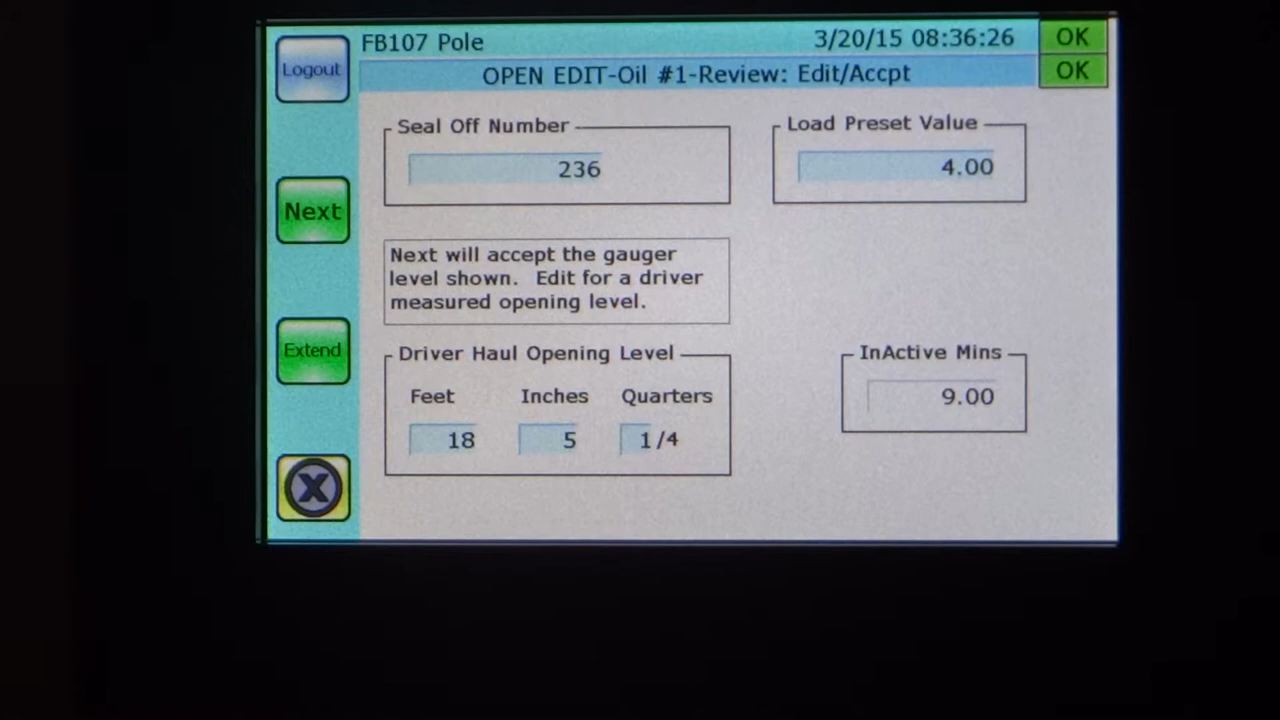 Logout
FB107 Pole
3/20/15 08:36:26
OK
OPEN EDIT-Oil #1-Review: Edit/Accpt
OK
Seal Off Number
236
Load Preset Value
4.00
Next
Next will accept the gauger
level shown. Edit for a driver
measured opening level.
Extend
Driver Haul Opening Level
Feet Inches Quarters
18 5 1/4
InActive Mins
9.00
X